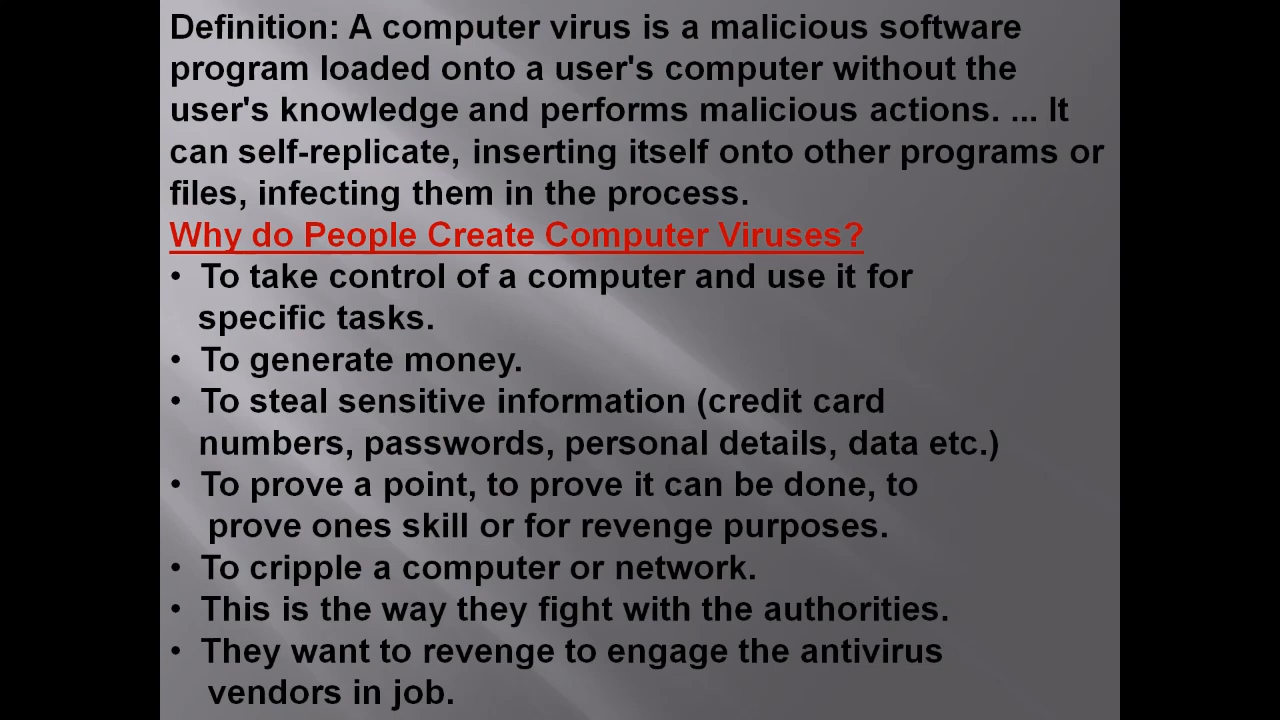 Definition: A computer virus is a malicious software
program loaded onto a user's computer without the
user's knowledge and performs malicious actions. ... It
can self-replicate, inserting itself onto other programs or
files, infecting them in the process.
Why do People Create Computer Viruses?
• To take control of a computer and use it for
specific tasks.
• To generate money.
• To steal sensitive information (credit card
numbers, passwords, personal details, data etc.)
• To prove a point, to prove it can be done, to
prove ones skill or for revenge purposes.
• To cripple a computer or network.
• This is the way they fight with the authorities.
• They want to revenge to engage the antivirus
vendors in job.